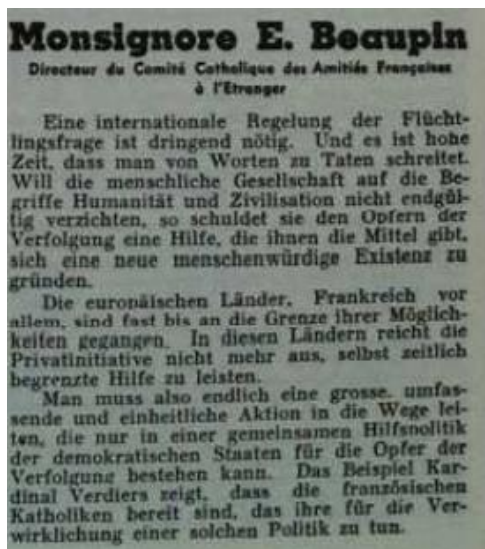 Monsignore E. Beaupin
Directeur du Comité Catholique des Amitiés Françaises
à l'Etranger
Eine internationale Regelung der Flücht-
lingsfrage ist dringend nötig. Und es ist hohe
Zeit, dass man von Worten zu Taten schreitet.
Will die menschliche Gesellschaft auf die Be-
griffe Humanität und Zivilisation nicht endgül-
tig verzichten, so schuldet sie den Opfern der
Verfolgung eine Hilfe, die ihnen die Mittel gibt,
sich eine neue menschenwürdige Existenz zu
gründen.
Die europäischen Länder, Frankreich vor
allem, sind fast bis an die Grenze ihrer Möglich-
keiten gegangen. In diesen Ländern reicht die
Privatinitiative nicht mehr aus, selbst zeitlich
begrenzte Hilfe zu leisten.
Man muss also endlich eine grosse, umfas-
sende und einheitliche Aktion in die Wege lei-
ten, die nur in einer gemeinsamen Hilfspolitik
der demokratischen Staaten für die Opfer der
Verfolgung bestehen kann. Das Beispiel Kar-
dinal Verdiers zeigt, dass die französischen
Katholiken bereit sind, das ihre für die Ver-
wirklichung einer solchen Politik zu tun.